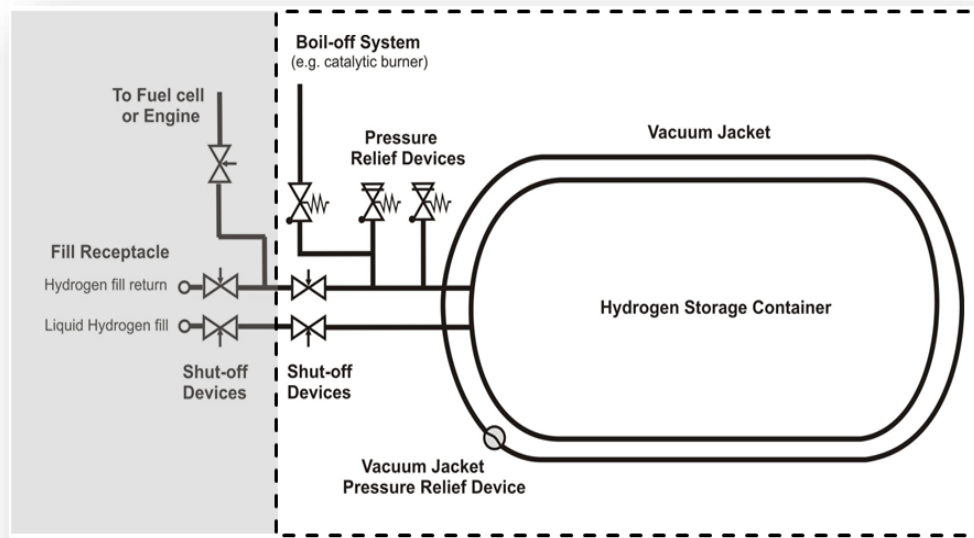 Boil-off System
(e.g. catalytic burner)
To Fuel cell
or Engine
Pressure
Relief Devices
Vacuum Jacket
Fill Receptacle
Hydrogen fill return
Liquid Hydrogen fill
Hydrogen Storage Container
Shut-off
Devices
Shut-off
Devices
Vacuum Jacket
Pressure Relief Device